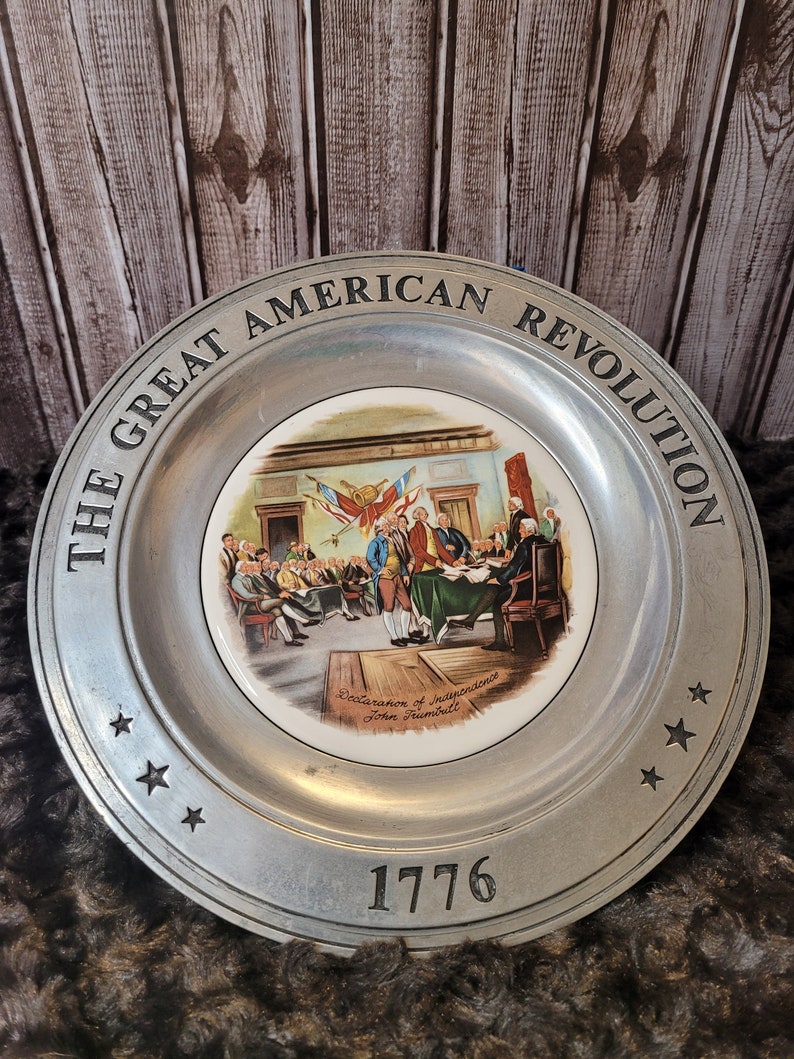 THE GREAT AMERICAN REVOLUTION
Declaration of Independence
John Trumbull
1776